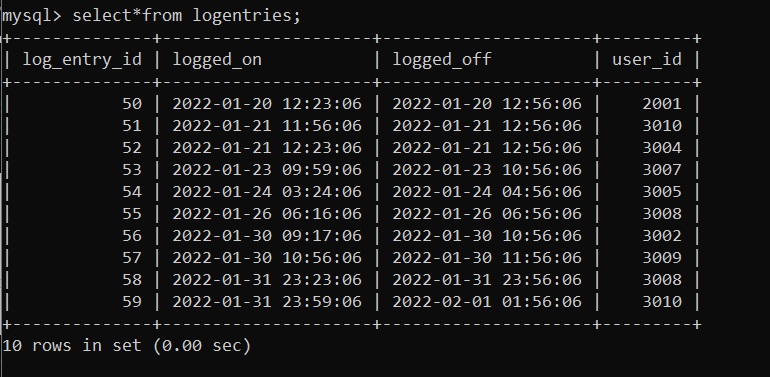 mysql> select*from logentries;
+--------------+---------------------+---------------------+---------+
| log_entry_id | logged_on           | logged_off          | user_id |
+--------------+---------------------+---------------------+---------+
|           50 | 2022-01-20 12:23:06 | 2022-01-20 12:56:06 |    2001 |
|           51 | 2022-01-21 11:56:06 | 2022-01-21 12:56:06 |    3010 |
|           52 | 2022-01-21 12:23:06 | 2022-01-21 12:56:06 |    3004 |
|           53 | 2022-01-23 09:59:06 | 2022-01-23 10:56:06 |    3007 |
|           54 | 2022-01-24 03:24:06 | 2022-01-24 04:56:06 |    3005 |
|           55 | 2022-01-26 06:16:06 | 2022-01-26 06:56:06 |    3008 |
|           56 | 2022-01-30 09:17:06 | 2022-01-30 10:56:06 |    3002 |
|           57 | 2022-01-30 10:56:06 | 2022-01-30 11:56:06 |    3009 |
|           58 | 2022-01-31 23:23:06 | 2022-01-31 23:56:06 |    3008 |
|           59 | 2022-01-31 23:59:06 | 2022-02-01 01:56:06 |    3010 |
+--------------+---------------------+---------------------+---------+
10 rows in set (0.00 sec)